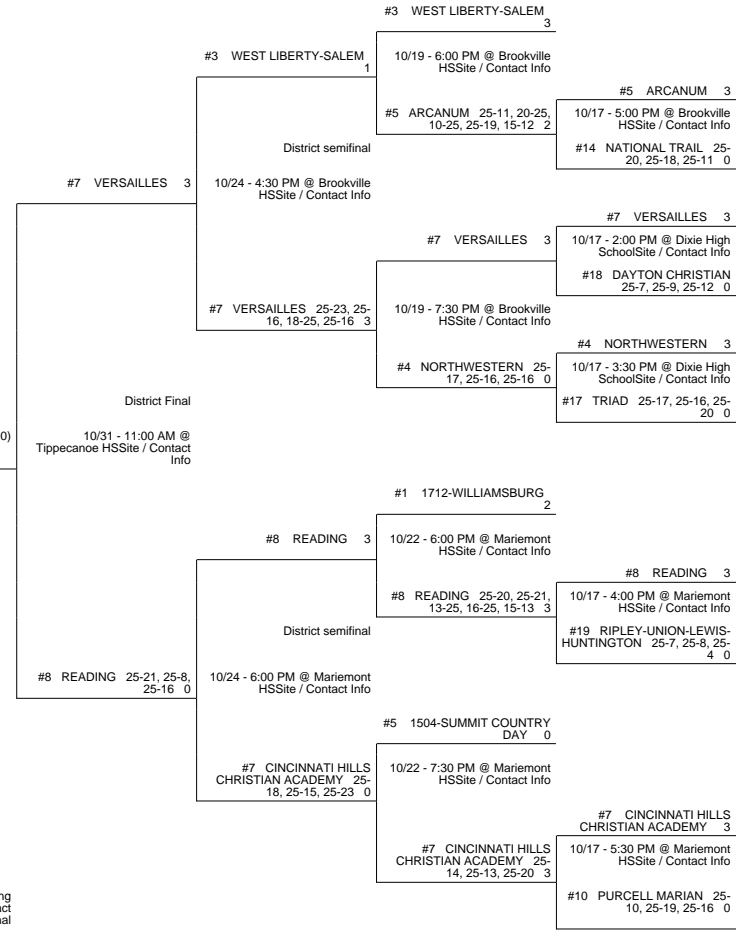 #3 WEST LIBERTY-SALEM
3
#3 WEST LIBERTY-SALEM
1
10/19 - 6:00 PM @ Brookville
HSSite / Contact Info
#5 ARCANUM 3
#5 ARCANUM 25-11, 20-25,
10-25, 25-19, 15-12 2
10/17 - 5:00 PM @ Brookville
HSSite / Contact Info
District semifinal
#14 NATIONAL TRAIL 25-
20, 25-18, 25-11 0
#7 VERSAILLES 3
10/24 - 4:30 PM @ Brookville
HSSite / Contact Info
#7 VERSAILLES 3
#7 VERSAILLES 3
10/17 - 2:00 PM @ Dixie High
SchoolSite / Contact Info
#18 DAYTON CHRISTIAN
25-7, 25-9, 25-12 0
#7 VERSAILLES 25-23, 25-
16, 18-25, 25-16 3
10/19 - 7:30 PM @ Brookville
HSSite / Contact Info
#4 NORTHWESTERN 3
#4 NORTHWESTERN 25-
17, 25-16, 25-16 0
10/17 - 3:30 PM @ Dixie High
SchoolSite / Contact Info
District Final
#17 TRIAD 25-17, 25-16, 25-
20 0
0)
10/31 - 11:00 AM @
Tippecanoe HSSite / Contact
Info
#1 1712-WILLIAMSBURG
2
#8 READING 3
10/22 - 6:00 PM @ Mariemont
HSSite / Contact Info
#8 READING 3
#8 READING 25-20, 25-21,
13-25, 16-25, 15-13 3
10/17 - 4:00 PM @ Mariemont
HSSite / Contact Info
District semifinal
#19 RIPLEY-UNION-LEWIS-
HUNTINGTON 25-7, 25-8, 25-
4 0
#8 READING 25-21, 25-8,
25-16 0
10/24 - 6:00 PM @ Mariemont
HSSite / Contact Info
#5 1504-SUMMIT COUNTRY
DAY 0
#7 CINCINNATI HILLS
CHRISTIAN ACADEMY 25-
18, 25-15, 25-23 0
10/22 - 7:30 PM @ Mariemont
HSSite / Contact Info
#7 CINCINNATI HILLS
CHRISTIAN ACADEMY 3
#7 CINCINNATI HILLS
CHRISTIAN ACADEMY 25-
14, 25-13, 25-20 3
10/17 - 5:30 PM @ Mariemont
HSSite / Contact Info
#10 PURCELL MARIAN 25-
10, 25-19, 25-16 0
ng
act
nal